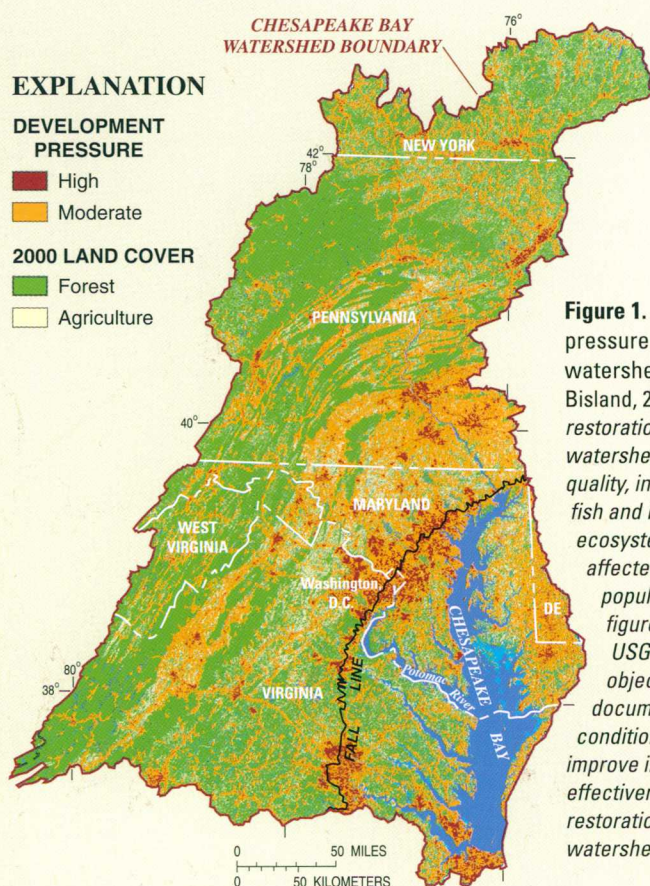 CHESAPEAKE BAY
WATERSHED BOUNDARY
76°
EXPLANATION
DEVELOPMENT
PRESSURE
High
Moderate
2000 LAND COVER
Forest
Agriculture
42°
78°
NEW YORK
PENNSYLVANIA
40°
WEST
VIRGINIA
MARYLAND
Washington
D.C.
DE
CHESAPEAKE
BAY
Potomac
River
80°
38°
VIRGINIA
FALL
LINE
0 50 MILES
0 50 KILOMETERS
Figure 1.
pressure
watershe
Bisland, 2
restoratio
watershe
quality, in
fish and
ecosyste
affecte
popul
figure
USG
objec
docum
condition
improve i
effectiver
restoratio
watershe